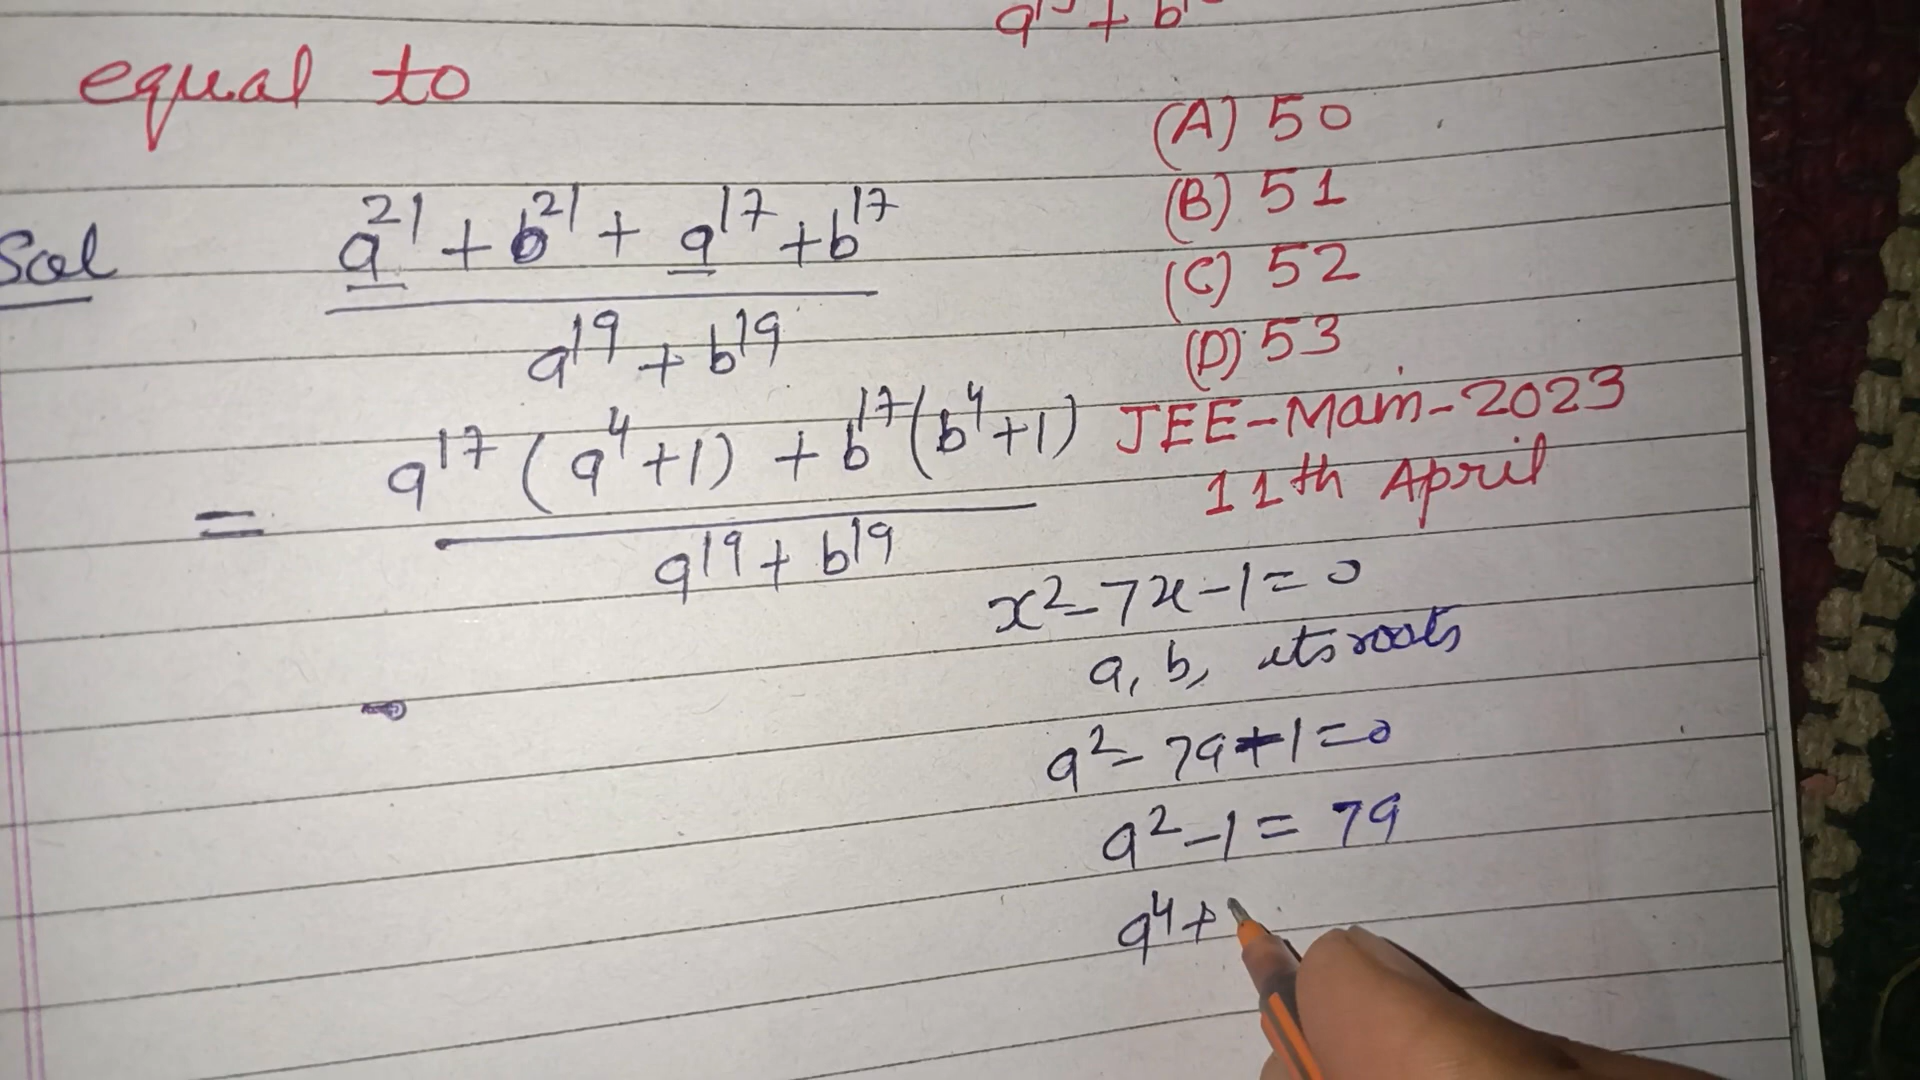 a¹⁹ + b¹⁹
equal to
(A) 50
(B) 51
(C) 52
(D) 53
JEE-Main-2023
11th April
Sol
a²¹ + b²¹ + a¹⁷ + b¹⁷
a¹⁹ + b¹⁹
= a¹⁷ (a⁴+1) + b¹⁷ (b⁴+1)
a¹⁹ + b¹⁹
x² - 7x - 1 = 0
a, b, its roots
a² - 7a - 1 = 0
a² - 1 = 7a
a⁴ +